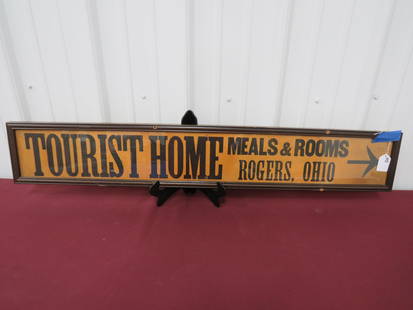 TOURIST HOME
MEALS & ROOMS
ROGERS, OHIO